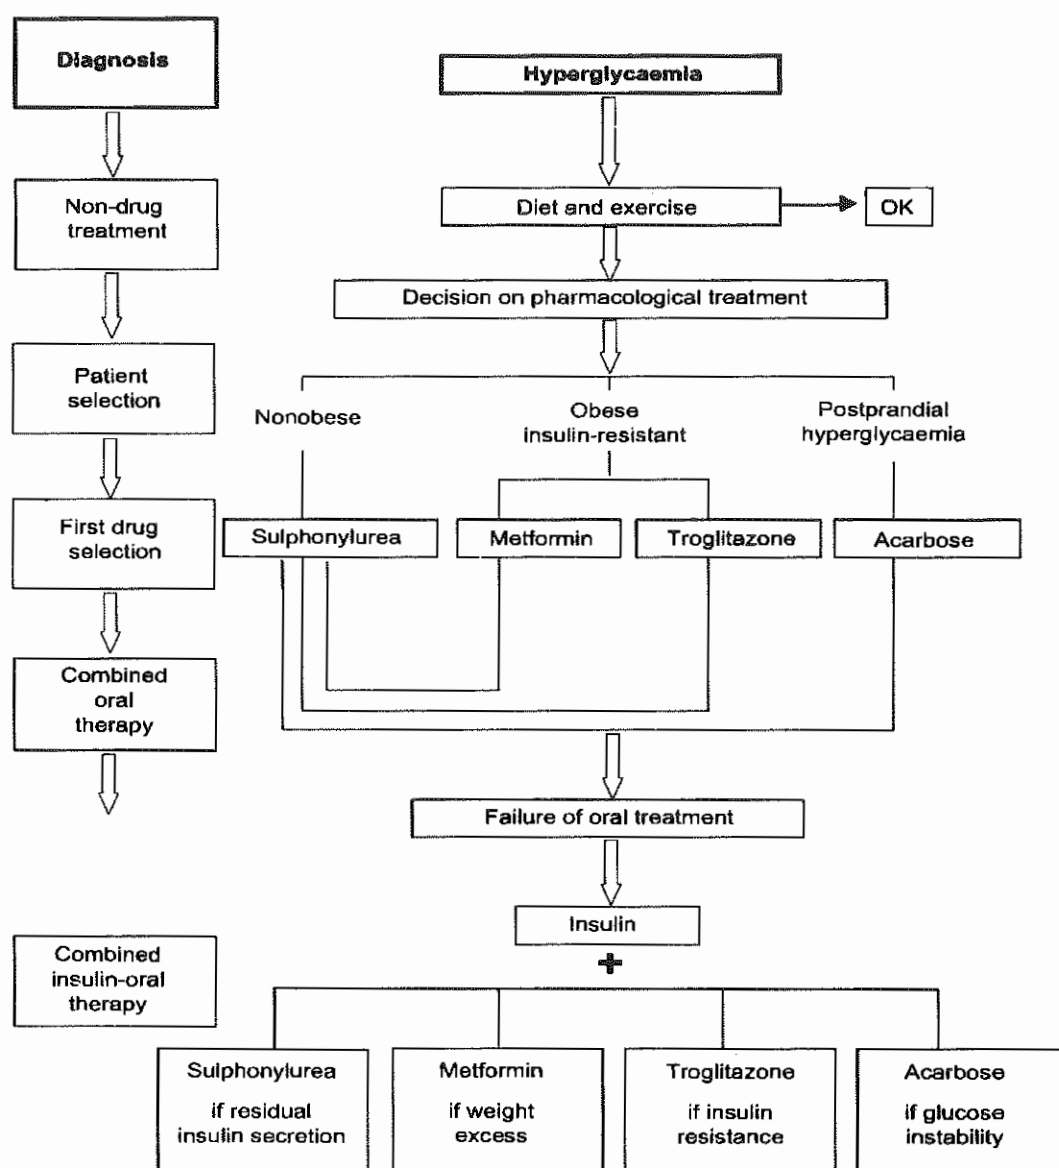 Diagnosis
Hyperglycaemia
Non-drug
treatment
Diet and exercise
OK
Decision on pharmacological treatment
Patient
selection
Nonobese
Obese
insulin-resistant
Postprandial
hyperglycaemia
First drug
selection
Sulphonylurea
Metformin
Troglitazone
Acarbose
Combined
oral
therapy
Failure of oral treatment
Insulin
+
Combined
insulin-oral
therapy
Sulphonylurea
if residual
insulin secretion
Metformin
if weight
excess
Troglitazone
if insulin
resistance
Acarbose
if glucose
instability